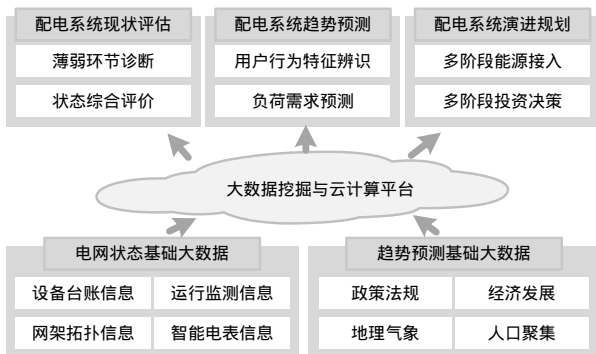 配电系统现状评估
薄弱环节诊断
状态综合评价
配电系统趋势预测
用户行为特征辨识
负荷需求预测
配电系统演进规划
多阶段能源接入
多阶段投资决策
大数据挖掘与云计算平台
电网状态基础大数据
设备台账信息
运行监测信息
网架拓扑信息
智能电表信息
趋势预测基础大数据
政策法规
经济发展
地理气象
人口聚集